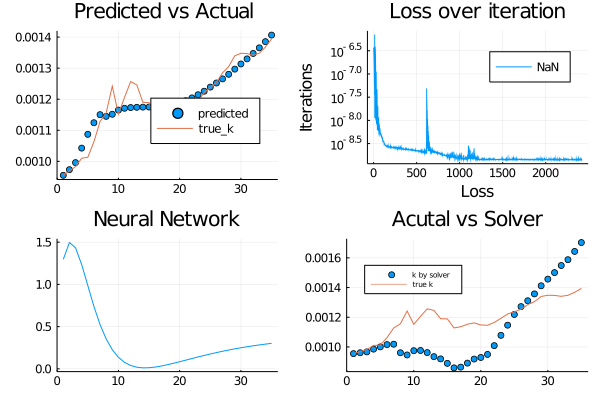 Predicted vs Actual
0.0014
0.0013
0.0012
0.0011
0.0010
predicted
true_k
0 10 20 30
Loss over iteration
Iterations
10^-6.5
10^-7.0
10^-7.5
10^-8.0
10^-8.5
NaN
0 500 1000 1500 2000
Loss
Neural Network
1.5
1.0
0.5
0.0
0 10 20 30
Acutal vs Solver
0.0016
0.0014
0.0012
0.0010
k by solver
true k
0 10 20 30